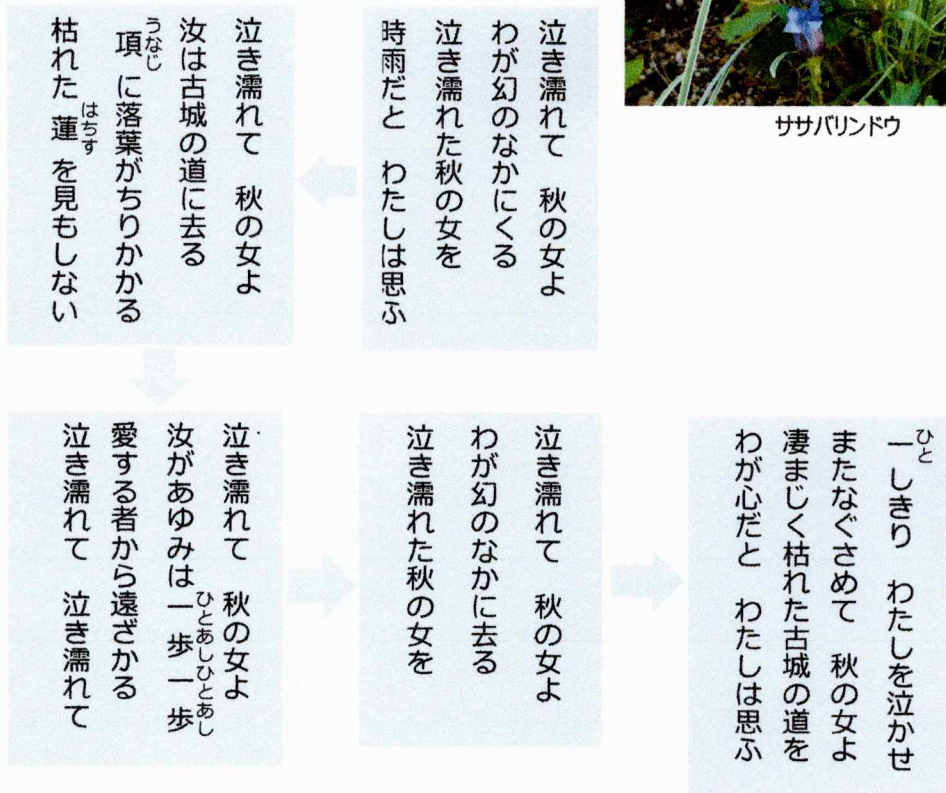 ササバリンドウ
泣き濡れて　秋の女よ
わが幻のなかにくる
泣き濡れた秋の女を
時雨だと　わたしは思ふ
泣き濡れて　秋の女よ
汝は古城の道に去る
項に落葉がちりかかる
うなじ
枯れた蓮を見もしない
はちす
泣き濡れて　秋の女よ
汝があゆみは一歩一歩
ひとあしひとあし
愛する者から遠ざかる
泣き濡れて　泣き濡れて
泣き濡れて　秋の女よ
わが幻のなかに去る
泣き濡れた秋の女を
一しきり　わたしを泣かせ
ひと
またなぐさめて　秋の女よ
凄まじく枯れた古城の道を
わが心だと　わたしは思ふ